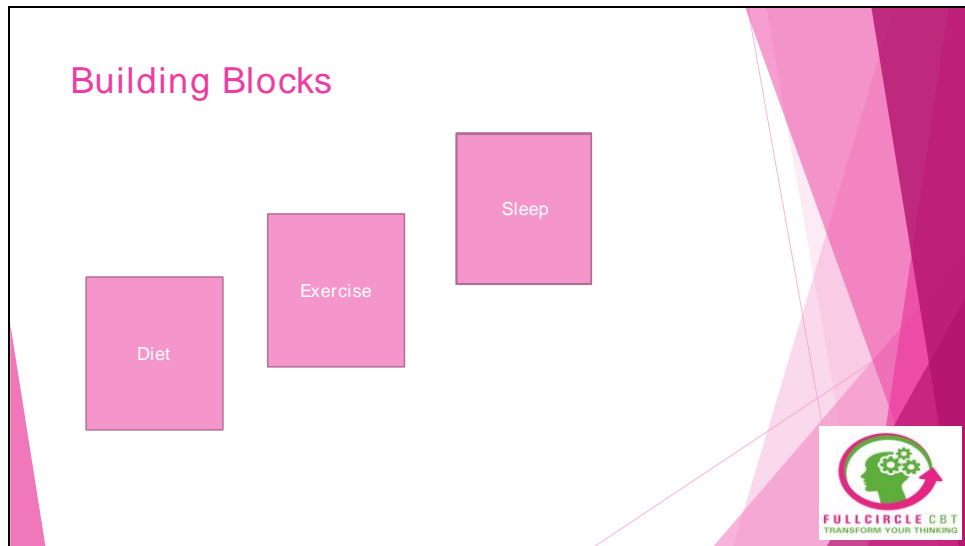 Building Blocks
Sleep
Exercise
Diet
FULLCIRCLE CBT
TRANSFORM YOUR THINKING